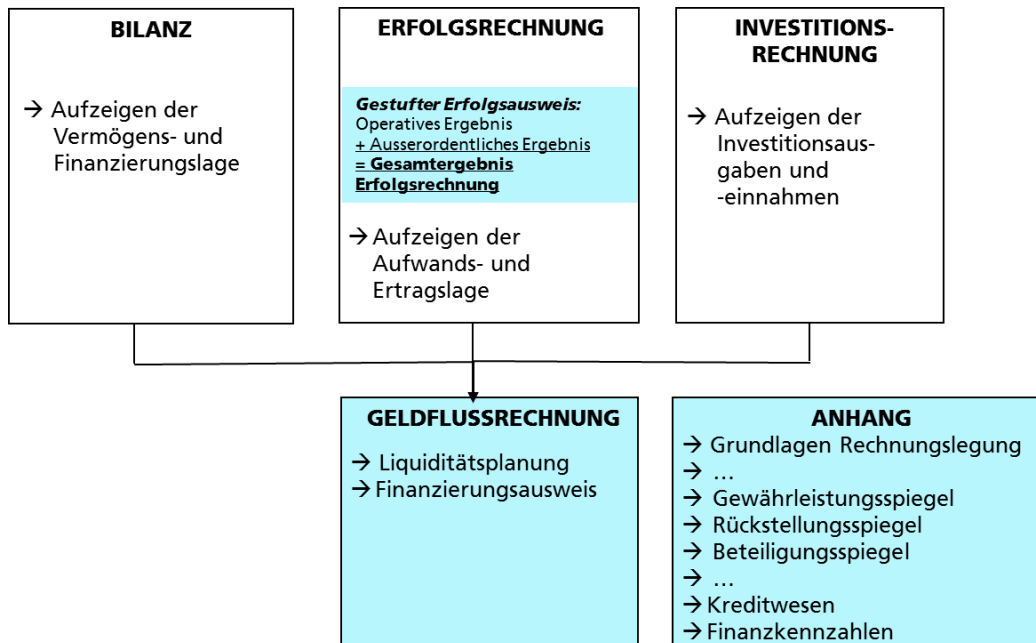 BILANZ
→ Aufzeigen der
Vermögens- und
Finanzierungslage
ERFOLGSRECHNUNG
Gestufter Erfolgsausweis:
Operatives Ergebnis
+ Ausserordentliches Ergebnis
= Gesamtergebnis
Erfolgsrechnung
→ Aufzeigen der
Aufwands- und
Ertragslage
INVESTITIONS-
RECHNUNG
→ Aufzeigen der
Investitionsaus-
gaben und
-einnahmen
GELDFLUSSRECHNUNG
→ Liquiditätsplanung
→ Finanzierungsausweis
ANHANG
→ Grundlagen Rechnungslegung
→ ...
→ Gewährleistungsspiegel
→ Rückstellungsspiegel
→ Beteiligungsspiegel
→ ...
→ Kreditwesen
→ Finanzkennzahlen